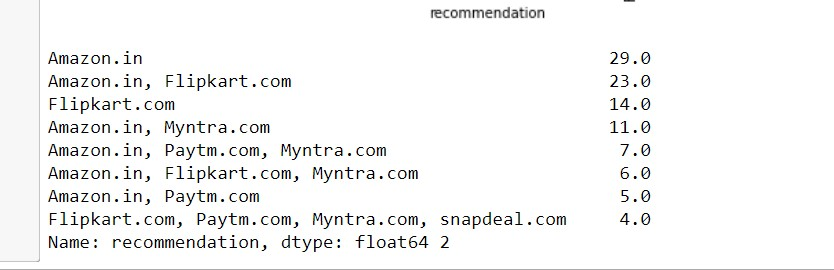 recommendation
Amazon.in 29.0
Amazon.in, Flipkart.com 23.0
Flipkart.com 14.0
Amazon.in, Myntra.com 11.0
Amazon.in, Paytm.com, Myntra.com 7.0
Amazon.in, Flipkart.com, Myntra.com 6.0
Amazon.in, Paytm.com 5.0
Flipkart.com, Paytm.com, Myntra.com, snapdeal.com 4.0
Name: recommendation, dtype: float64 2